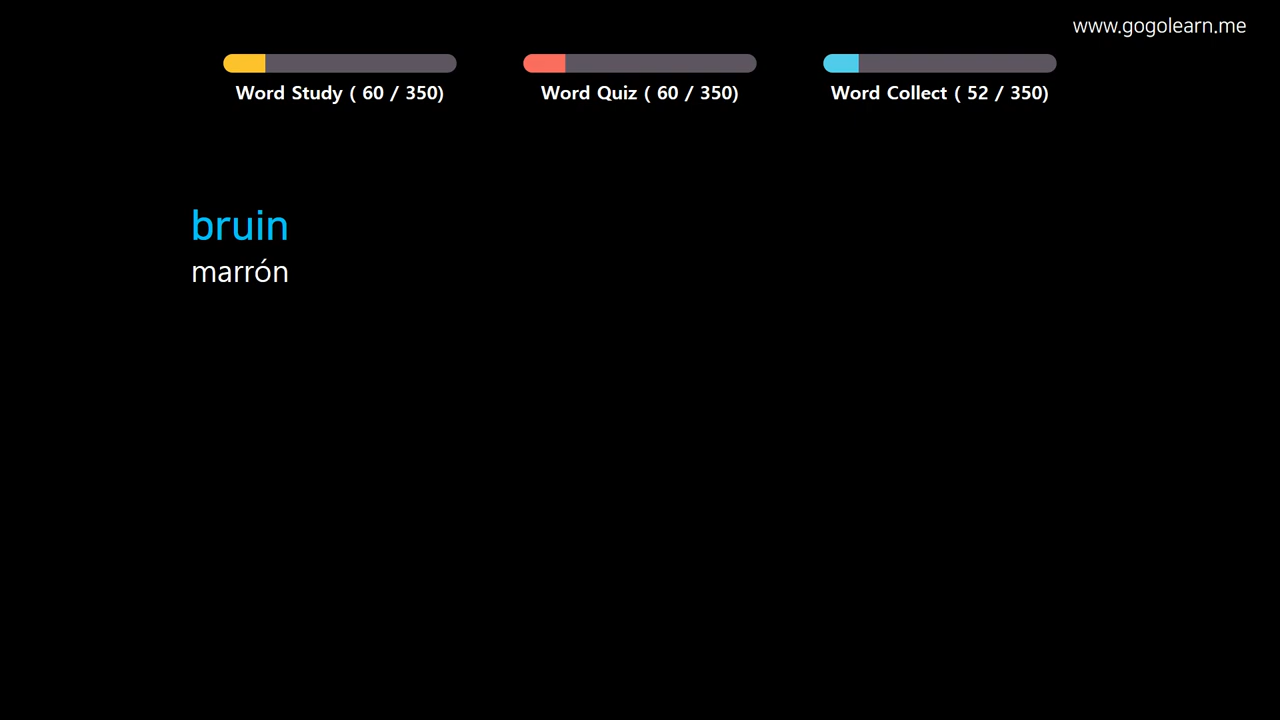 www.gogolearn.me
Word Study ( 60 / 350)
Word Quiz ( 60 / 350)
Word Collect ( 52 / 350)
bruin
marrón